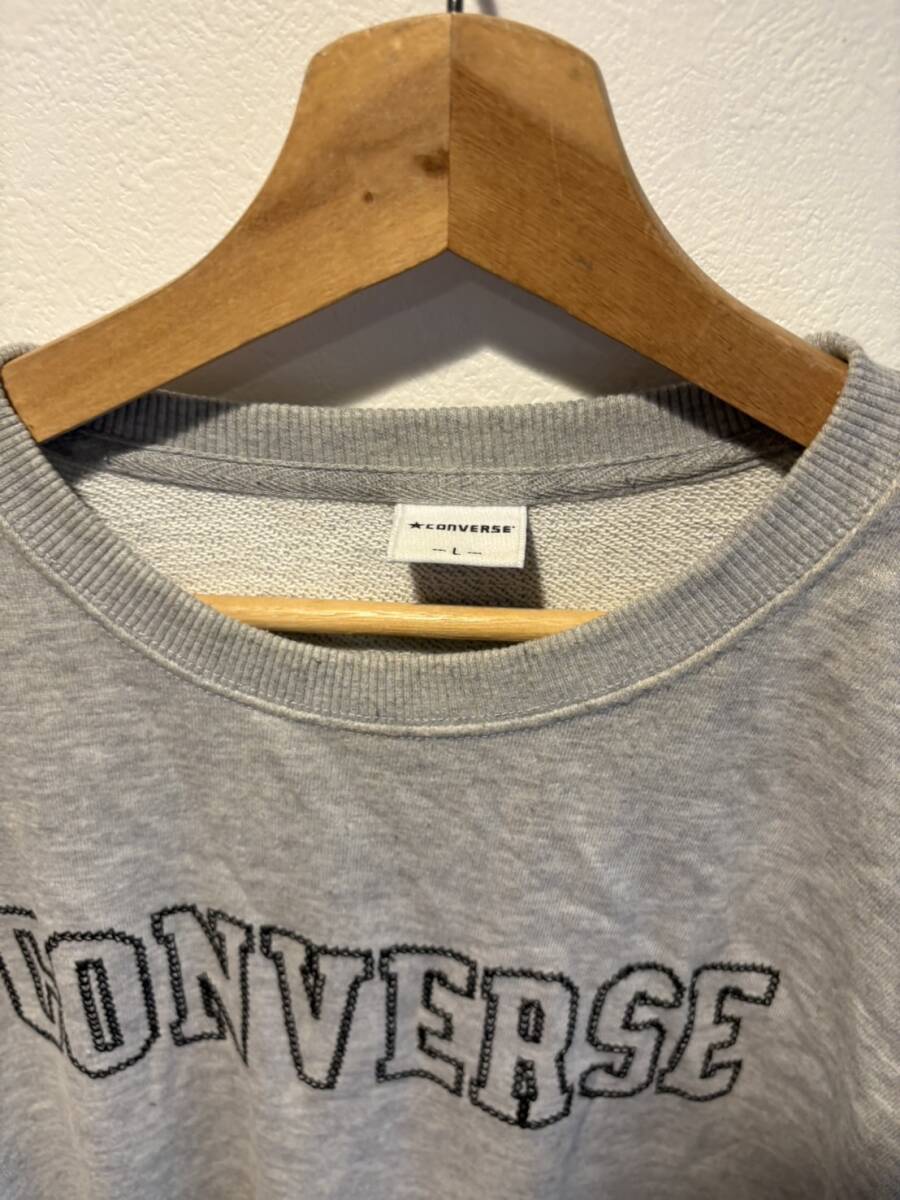 ★CONVERSE
— L —
CONVERSE